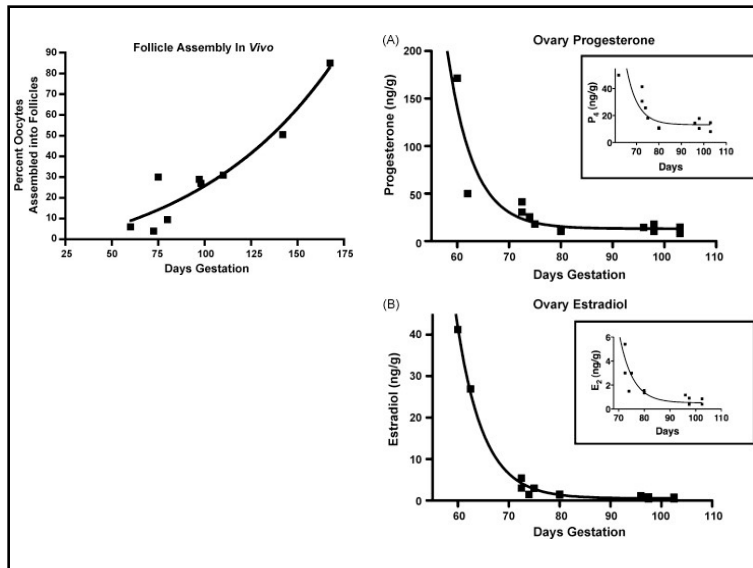 Follicle Assembly In Vivo
Percent Oocytes
Assembled into Follicles
90
80
70
60
50
40
30
20
10
0
25 50 75 100 125 150 175
Days Gestation
(A) Ovary Progesterone
Progesterone (ng/g)
200
150
100
50
0
60 70 80 90 100 110
Days Gestation
P4 (ng/g)
40
20
0
70 80 90 100 110
Days
(B) Ovary Estradiol
Estradiol (ng/g)
40
30
20
10
0
60 70 80 90 100 110
Days Gestation
E2 (ng/g)
6
4
2
0
70 80 90 100 110
Days